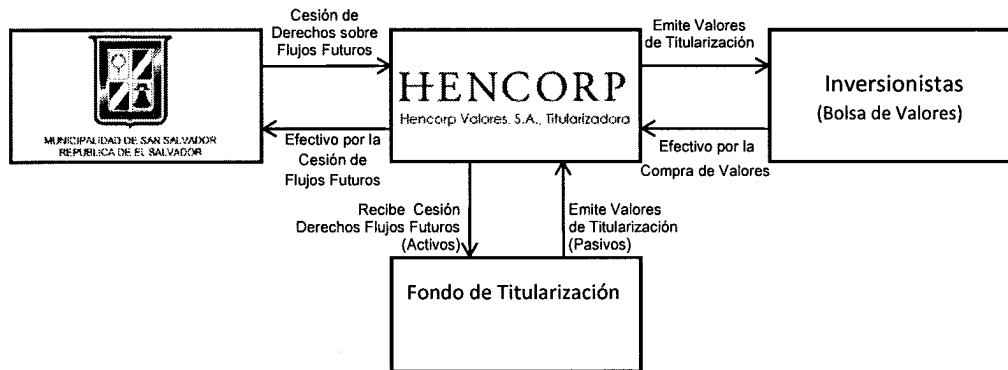 Cesión de
Derechos sobre
Flujos Futuros
Emite Valores
de Titularización
MUNICIPALIDAD DE SAN SALVADOR
REPUBLICA DE EL SALVADOR
HENCORP
Hencorp Valores, S.A., Titularizadora
Inversionistas
(Bolsa de Valores)
Efectivo por la
Cesión de
Flujos Futuros
Efectivo por la
Compra de Valores
Recibe Cesión
Derechos Flujos Futuros
(Activos)
Emite Valores
de Titularización
(Pasivos)
Fondo de Titularización